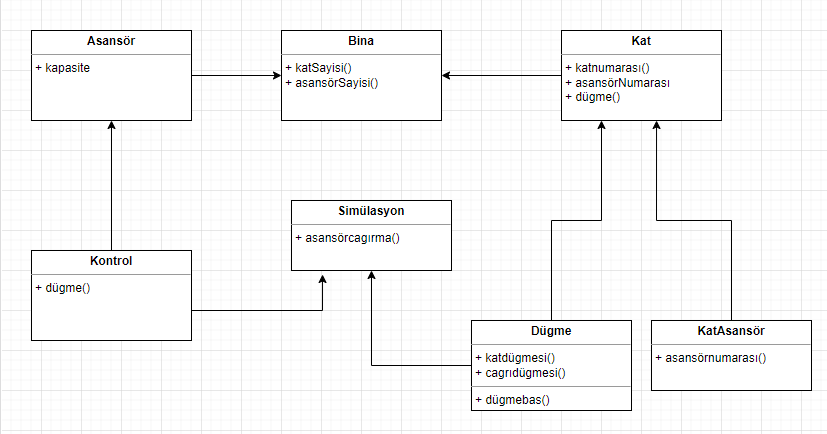 Asansör
+ kapasite
Bina
+ katSayisi()
+ asansörSayisi()
Kat
+ katnumarası()
+ asansörNumarası
+ dügme()
Simülasyon
+ asansörcagırma()
Kontrol
+ dügme()
Dügme
+ katdügmesi()
+ cagrıdügmesi()
+ dügmebas()
KatAsansör
+ asansörnumarası()